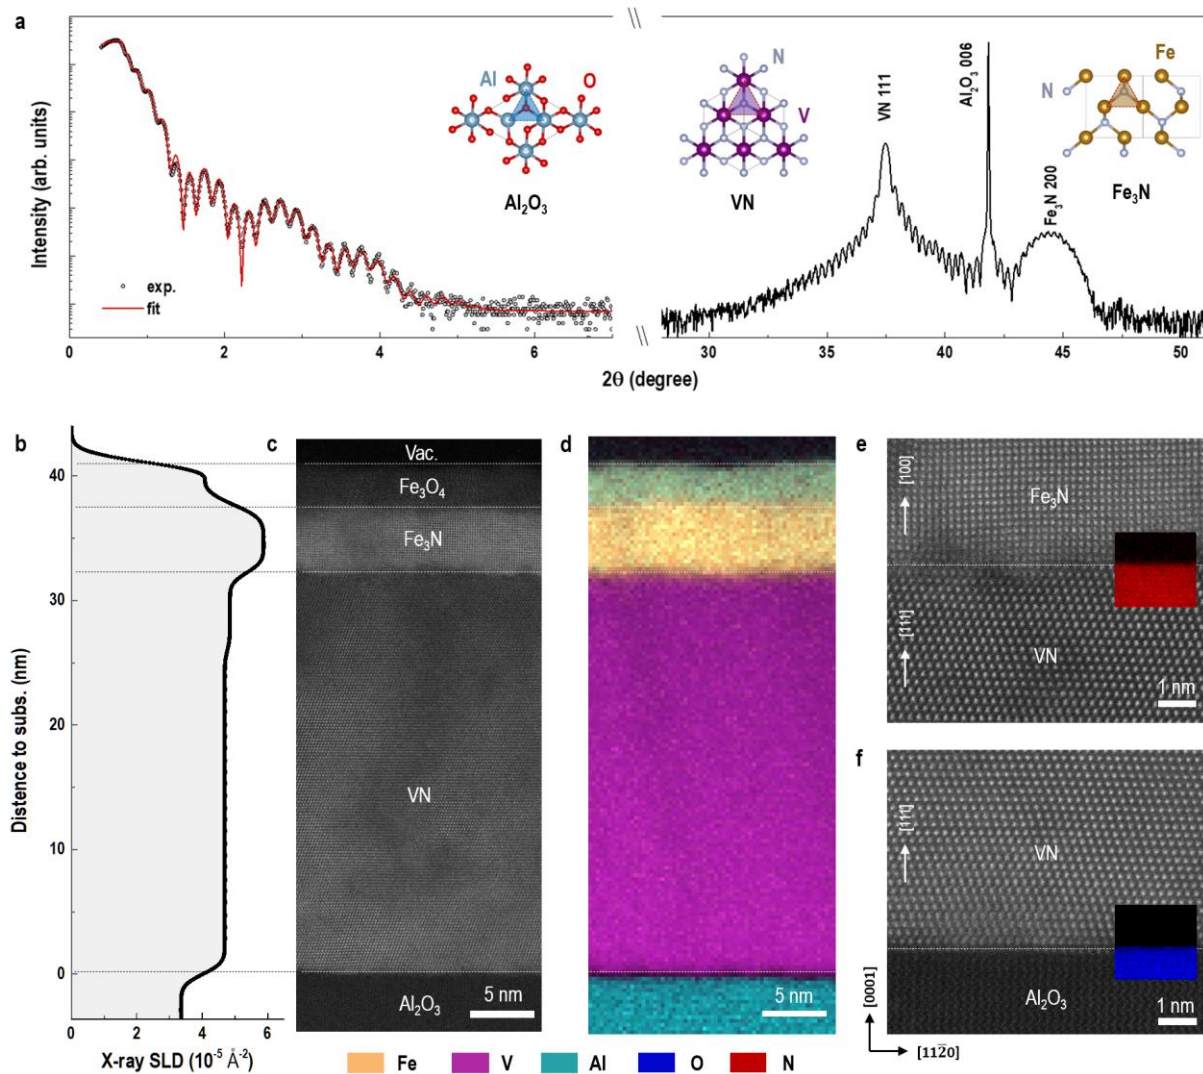 a
Intensity (arb. units)
exp.
fit
Al
O
Al₂O₃
N
V
VN
VN 111
Al₂O₃ 006
Fe₃N 200
Fe
N
Fe₃N
0 2 4 6 30 35 40 45 50
2θ (degree)
b
Distence to subs. (nm)
40
30
20
10
0
0 2 4 6
X-ray SLD (10⁻⁵ Å⁻²)
c
Vac.
Fe₃O₄
Fe₃N
VN
Al₂O₃
5 nm
d
5 nm
e
[100]
Fe₃N
[111]
VN
1 nm
f
[111]
VN
Al₂O₃
1 nm
[0001]
[112̄0]
Fe V Al O N